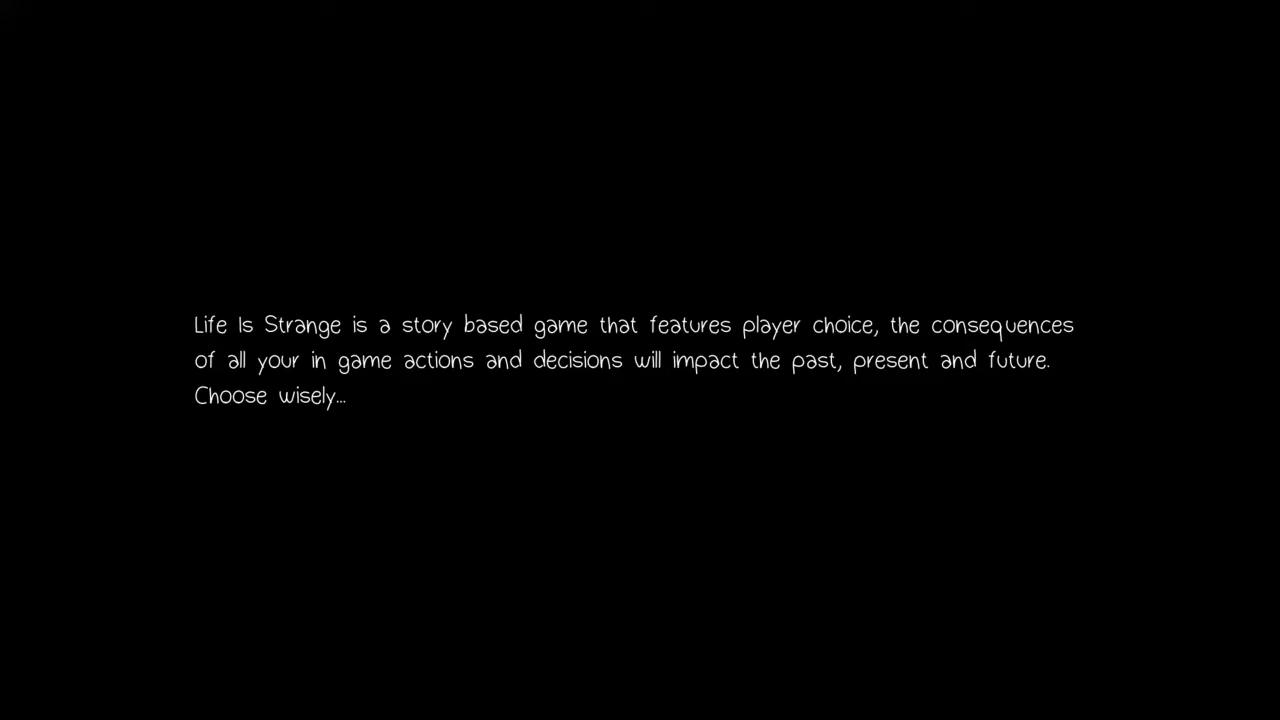 Life Is Strange is a story based game that features player choice, the consequences
of all your in game actions and decisions will impact the past, present and future.
Choose wisely...